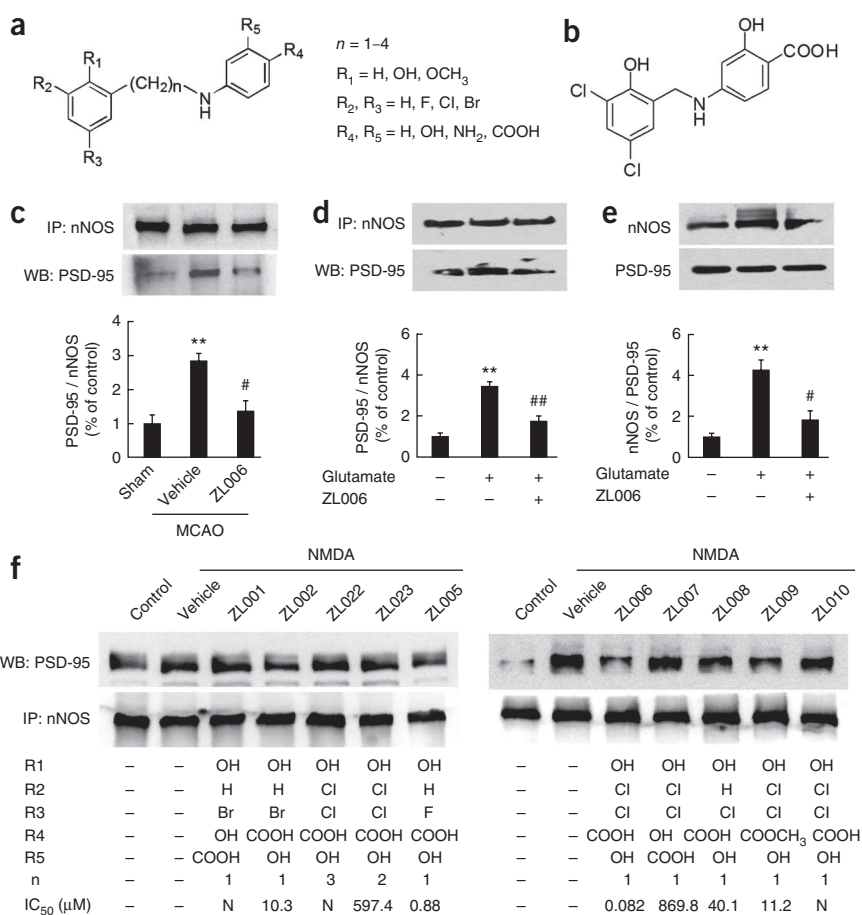 a
R₁
R₂
R₃
(CH₂)n
N
H
R₅
R₄
n = 1–4
R₁ = H, OH, OCH₃
R₂, R₃ = H, F, Cl, Br
R₄, R₅ = H, OH, NH₂, COOH
b
OH
Cl
Cl
N
H
OH
COOH
c
IP: nNOS
WB: PSD-95
PSD-95 / nNOS
(% of control)
4
3
2
1
0
**
#
Sham
Vehicle
ZL006
MCAO
d
IP: nNOS
WB: PSD-95
PSD-95 / nNOS
(% of control)
6
4
2
0
**
##
Glutamate – + +
ZL006 – – +
e
nNOS
PSD-95
nNOS / PSD-95
(% of control)
6
4
2
0
**
#
Glutamate – + +
ZL006 – – +
f
NMDA
Control Vehicle ZL001 ZL002 ZL022 ZL023 ZL005
NMDA
Control Vehicle ZL006 ZL007 ZL008 ZL009 ZL010
WB: PSD-95
IP: nNOS
R1 – – OH OH OH OH OH – – OH OH OH OH OH
R2 – – H H Cl Cl H – – Cl Cl H Cl Cl
R3 – – Br Br Cl Cl F – – Cl Cl Cl Cl Cl
R4 – – OH COOH COOH COOH COOH – – COOH OH COOH COOCH₃ COOH
R5 – – COOH OH OH OH OH – – OH COOH OH OH OH
n – – 1 1 3 2 1 – – 1 1 1 1 1
IC₅₀ (μM) – – N 10.3 N 597.4 0.88 – – 0.082 869.8 40.1 11.2 N